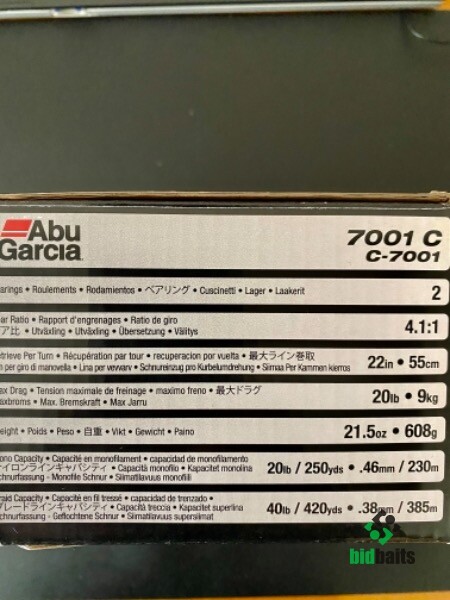 Abu
Garcia
7001 C
C-7001
arings • Roulements • Rodamientos • ベアリング • Cuscinetti • Lager • Laakerit
2
ar Ratio • Rapport d'engrenages • Ratio de giro
ア比 • Utväxling • Utväxling • Übersetzung • Välitys
4.1:1
etrieve Per Turn • Récupération par tour • recuperacion por vuelta • 最大ライン巻取
m per giro di manovella • Lina per vevvarv • Schnureinzug pro Kurbelumdrehung • Siimaa Per Kammen kierros
22in • 55cm
ax Drag • Tension maximale de freinage • maximo freno • 最大ドラグ
axbroms • Max. Bremskraft • Max Jarru
20lb • 9kg
eight • Poids • Peso • 自重 • Vikt • Gewicht • Paino
21.5oz • 608g
ono Capacity • Capacité en monofilament • capacidad de monofilamento
イロンラインキャパシティ • Capacità monofilo • Kapacitet monolina
chnurfassung - Monofile Schnur • Siimatilavuus monofiili
20lb / 250yds • .46mm / 230m
raid Capacity • Capacité en fil tressé • capacidad de trenzado •
ブレードラインキャパシティ • Capacità treccia • Kapacitet superlina
chnurfassung - Geflochtene Schnur • Siimatilavuus supersiimat
40lb / 420yds • .38mm / 385m
bidbaits